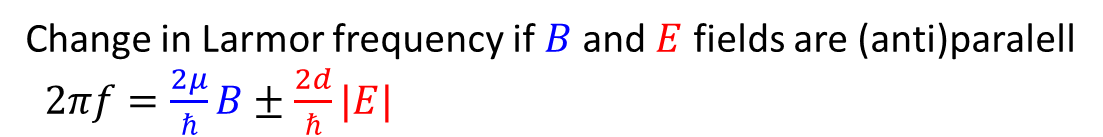 Change in Larmor frequency if B and E fields are (anti)paralell
2πf = 2μ/ħ B ± 2d/ħ |E|